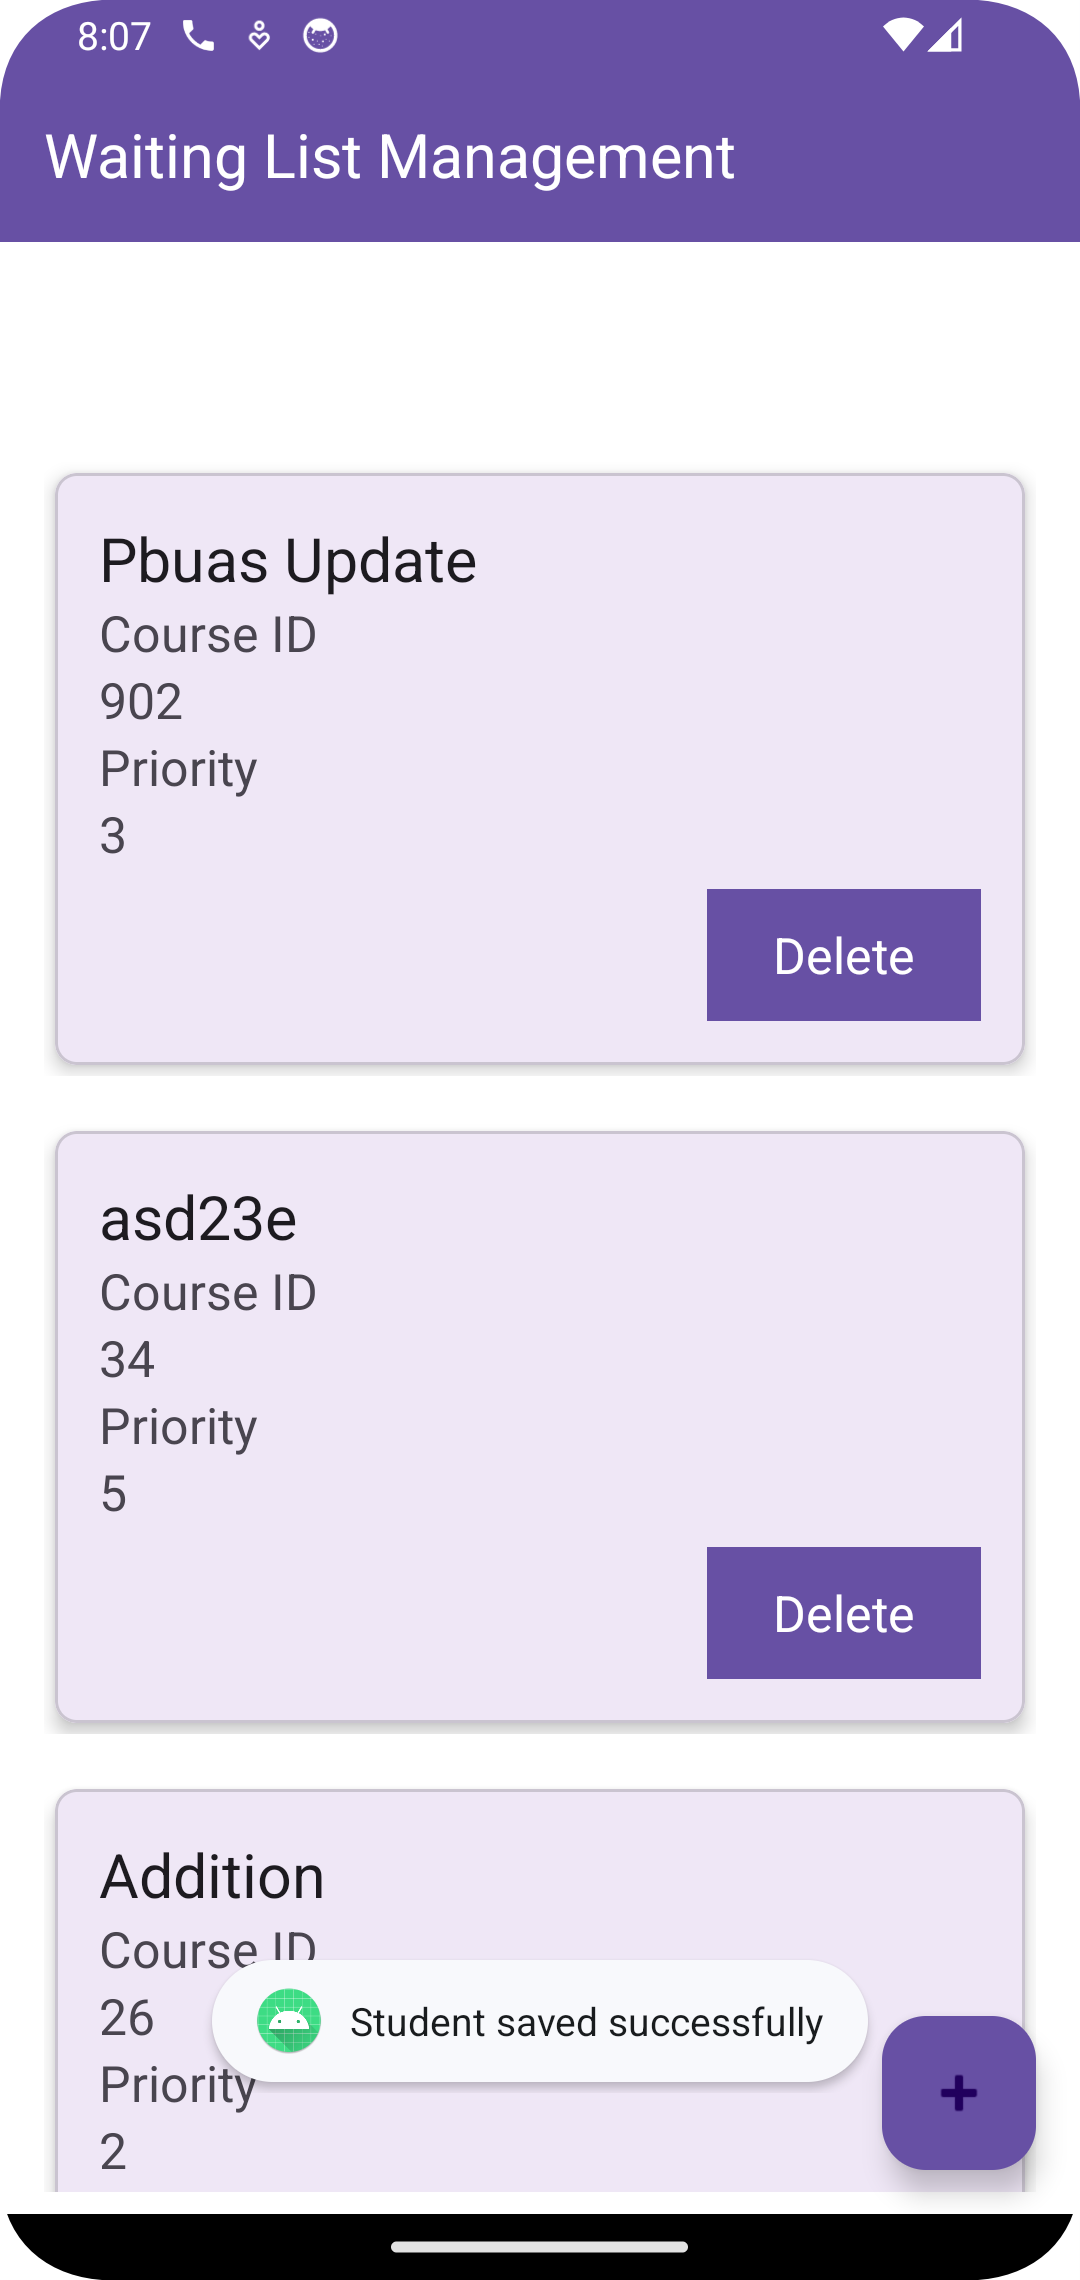 8:07
Waiting List Management
Pbuas Update
Course ID
902
Priority
3
Delete
asd23e
Course ID
34
Priority
5
Delete
Addition
Course ID
26
Student saved successfully
Priority
2
+